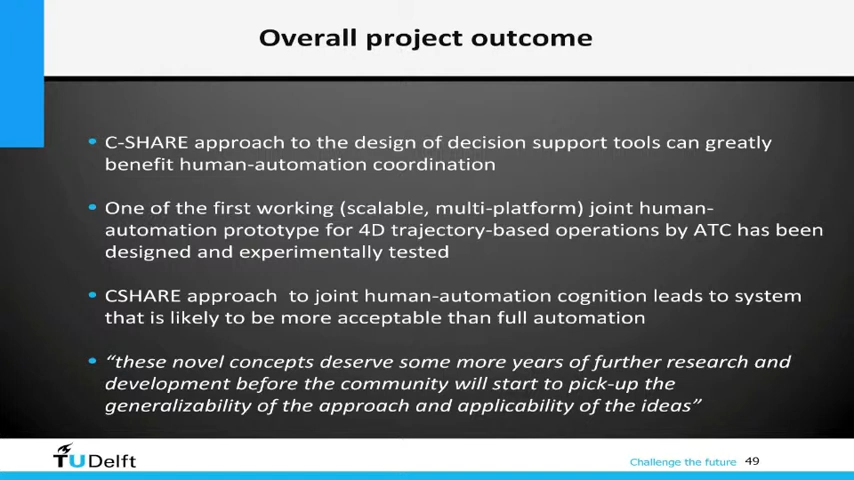 Overall project outcome
• C-SHARE approach to the design of decision support tools can greatly
benefit human-automation coordination
• One of the first working (scalable, multi-platform) joint human-
automation prototype for 4D trajectory-based operations by ATC has been
designed and experimentally tested
• CSHARE approach  to joint human-automation cognition leads to system
that is likely to be more acceptable than full automation
• “these novel concepts deserve some more years of further research and
development before the community will start to pick-up the
generalizability of the approach and applicability of the ideas”
TU Delft
Challenge the future 49